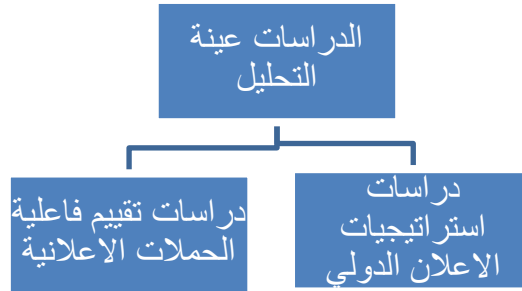 الدراسات عينة
التحليل
دراسات
استراتيجيات
الاعلان الدولي
دراسات تقييم فاعلية
الحملات الاعلانية